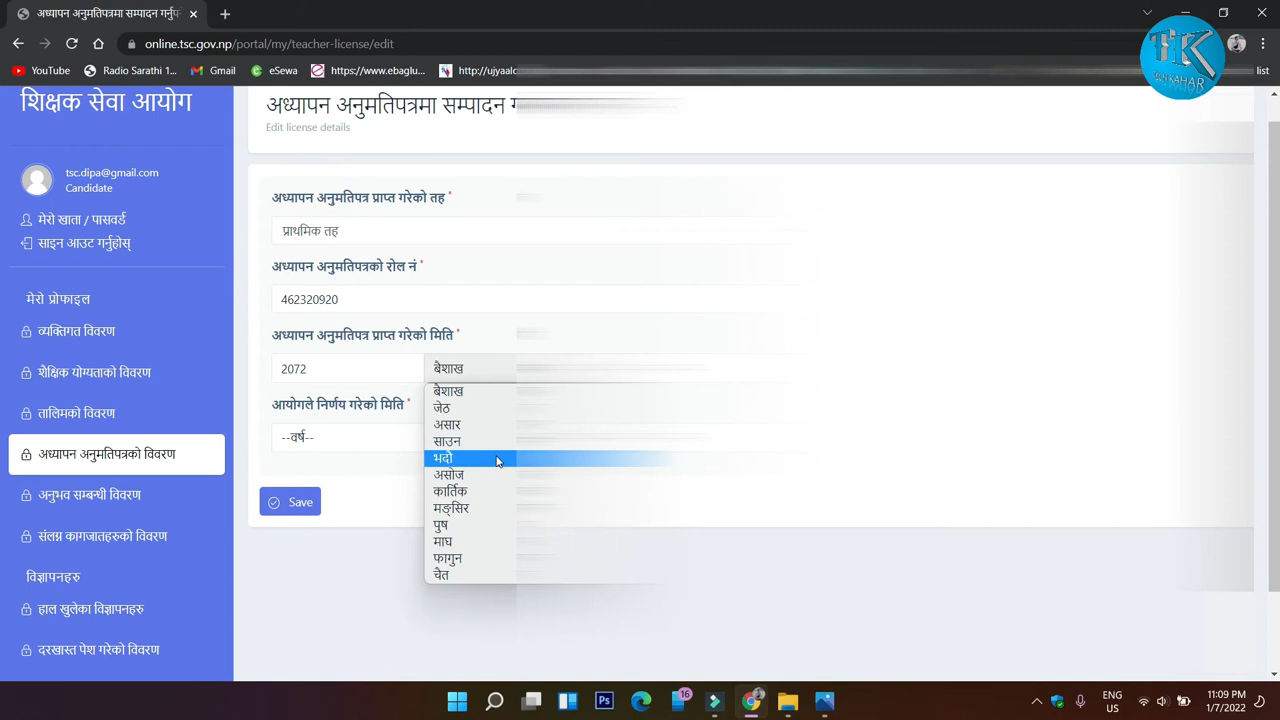 अध्यापन अनुमतिपत्रमा सम्पादन गर्नुप
online.tsc.gov.np/portal/my/teacher-license/edit
YouTube
Radio Sarathi 1...
Gmail
eSewa
https://www.ebaglu...
http://ujyaalo
list
TK
शिक्षक सेवा आयोग
tsc.dipa@gmail.com
Candidate
मेरो खाता / पासवर्ड
साइन आउट गर्नुहोस्
मेरो प्रोफाइल
व्यक्तिगत विवरण
शैक्षिक योग्यताको विवरण
तालिमको विवरण
अध्यापन अनुमतिपत्रको विवरण
अनुभव सम्बन्धी विवरण
संलग्न कागजातहरुको विवरण
विज्ञापनहरु
हाल खुलेका विज्ञापनहरु
दरखास्त पेश गरेको विवरण
अध्यापन अनुमतिपत्रमा सम्पादन
Edit license details
अध्यापन अनुमतिपत्र प्राप्त गरेको तह *
प्राथमिक तह
अध्यापन अनुमतिपत्रको रोल नं *
462320920
अध्यापन अनुमतिपत्र प्राप्त गरेको मिति *
2072 बैशाख
बैशाख
जेठ
असार
साउन
भदौ
असोज
कार्तिक
मङ्सिर
पुष
माघ
फागुन
चैत
आयोगले निर्णय गरेको मिति *
--वर्ष--
Save
16
ENG
US
11:09 PM
1/7/2022